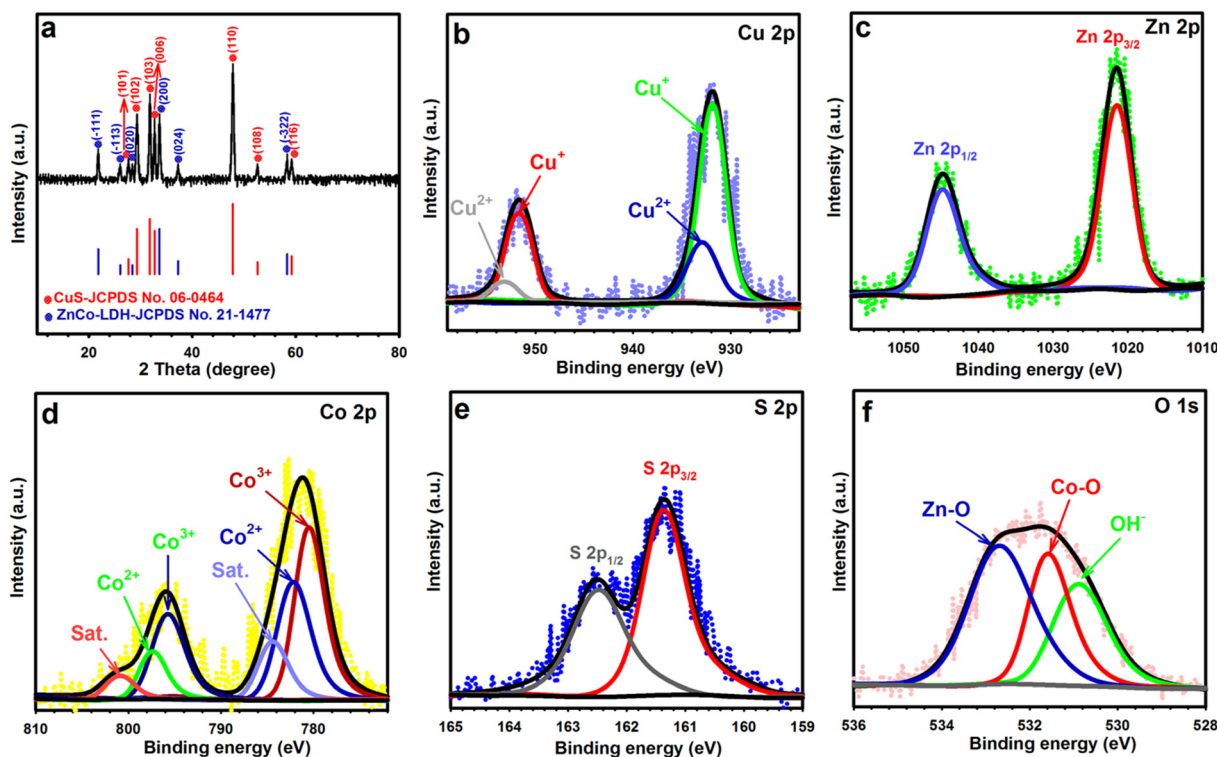 a
Intensity (a.u.)
(-111)
(-113)
(101)
(020)
(102)
(103)
(006)
(200)
(024)
(110)
(108)
(-322)
(116)
CuS-JCPDS No. 06-0464
ZnCo-LDH-JCPDS No. 21-1477
20 40 60 80
2 Theta (degree)
b
Cu 2p
Intensity (a.u.)
Cu⁺
Cu⁺
Cu²⁺
Cu²⁺
950 940 930
Binding energy (eV)
c
Zn 2p
Intensity (a.u.)
Zn 2p₃/₂
Zn 2p₁/₂
1050 1040 1030 1020 1010
Binding energy (eV)
d
Co 2p
Intensity (a.u.)
Co³⁺
Co³⁺
Co²⁺
Co²⁺
Sat.
Sat.
810 800 790 780
Binding energy (eV)
e
S 2p
Intensity (a.u.)
S 2p₃/₂
S 2p₁/₂
165 164 163 162 161 160 159
Binding energy (eV)
f
O 1s
Intensity (a.u.)
Zn-O
Co-O
OH⁻
536 534 532 530 528
Binding energy (eV)